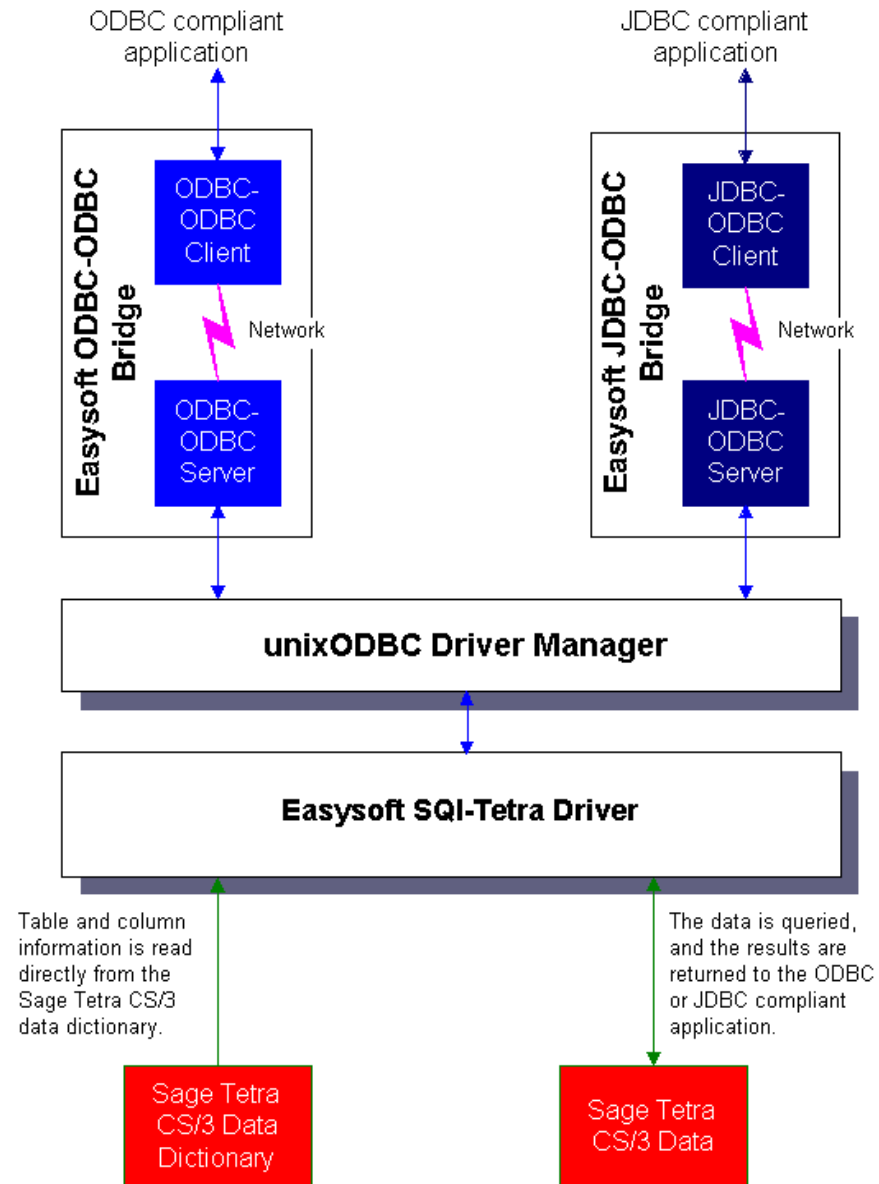 ODBC compliant
application
JDBC compliant
application
Easysoft ODBC-ODBC
Bridge
ODBC-
ODBC
Client
Network
ODBC-
ODBC
Server
Easysoft JDBC-ODBC
Bridge
JDBC-
ODBC
Client
Network
JDBC-
ODBC
Server
unixODBC Driver Manager
Easysoft SQI-Tetra Driver
Table and column
information is read
directly from the
Sage Tetra CS/3
data dictionary.
The data is queried,
and the results are
returned to the ODBC
or JDBC compliant
application.
Sage Tetra
CS/3 Data
Dictionary
Sage Tetra
CS/3 Data